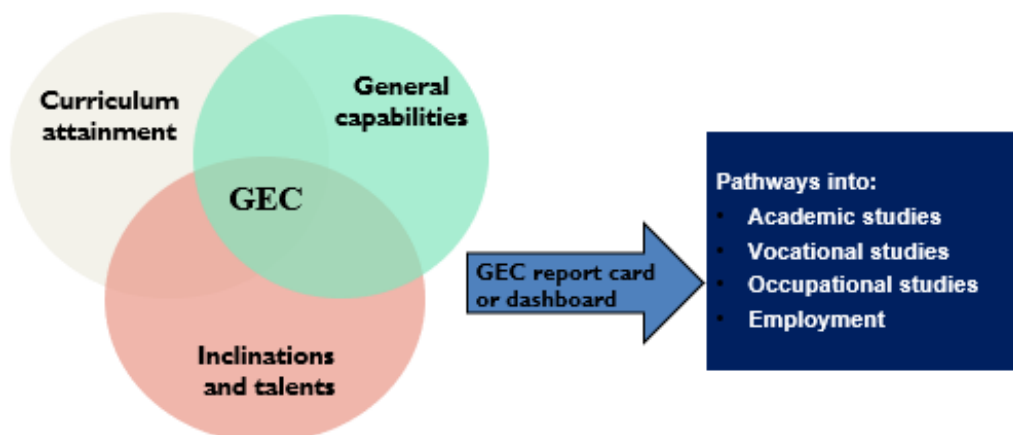 Curriculum
attainment
General
capabilities
GEC
Inclinations
and talents
GEC report card
or dashboard
Pathways into:
• Academic studies
• Vocational studies
• Occupational studies
• Employment